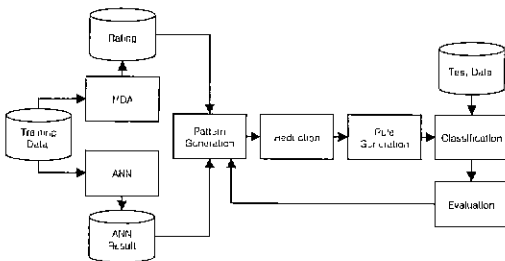 Rating
MDA
Training
Data
ANN
ANN
Result
Pattern
Generation
Reduction
Rule
Generation
Test Data
Classification
Evaluation